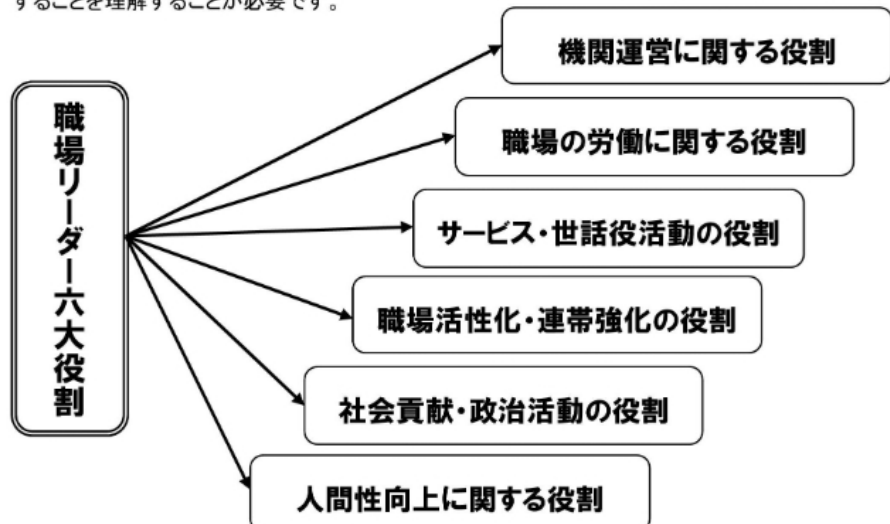 することを理解することが必要です。
職場リーダー六大役割
機関運営に関する役割
職場の労働に関する役割
サービス・世話役活動の役割
職場活性化・連帯強化の役割
社会貢献・政治活動の役割
人間性向上に関する役割